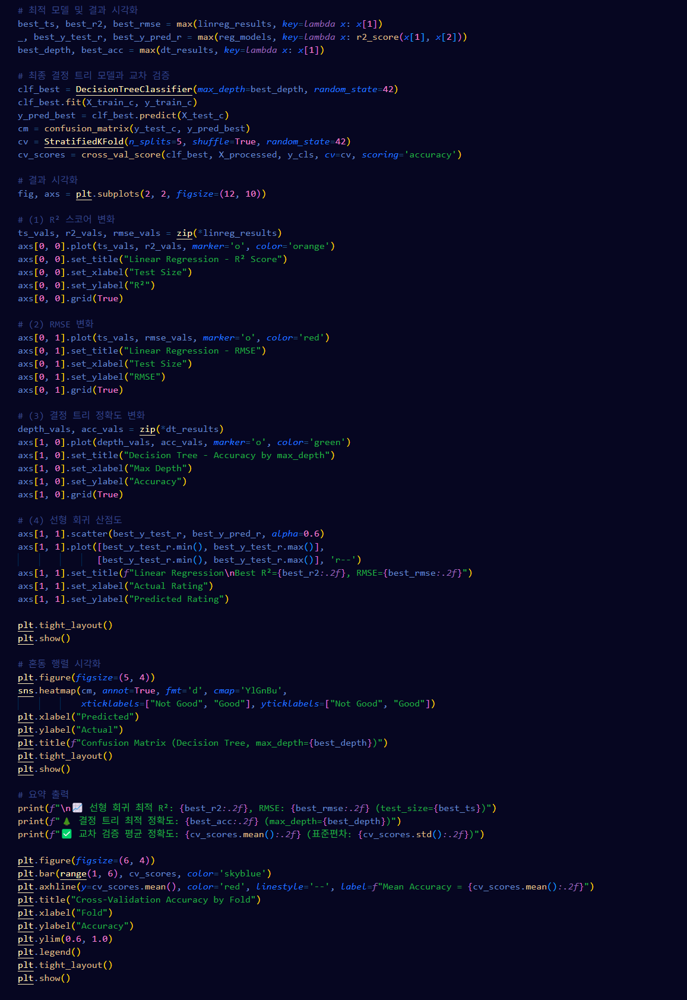 # 최적 모델 및 결과 시각화
best_ts, best_r2, best_rmse = max(linreg_results, key=lambda x: x[1])
_, best_y_test_r, best_y_pred_r = max(reg_models, key=lambda x: r2_score(x[1], x[2]))
best_depth, best_acc = max(dt_results, key=lambda x: x[1])

# 최종 결정 트리 모델과 교차 검증
clf_best = DecisionTreeClassifier(max_depth=best_depth, random_state=42)
clf_best.fit(X_train_c, y_train_c)
y_pred_best = clf_best.predict(X_test_c)
cm = confusion_matrix(y_test_c, y_pred_best)
cv = StratifiedKFold(n_splits=5, shuffle=True, random_state=42)
cv_scores = cross_val_score(clf_best, X_processed, y_cls, cv=cv, scoring='accuracy')

# 결과 시각화
fig, axs = plt.subplots(2, 2, figsize=(12, 10))

# (1) R² 스코어 변화
ts_vals, r2_vals, rmse_vals = zip(*linreg_results)
axs[0, 0].plot(ts_vals, r2_vals, marker='o', color='orange')
axs[0, 0].set_title("Linear Regression - R² Score")
axs[0, 0].set_xlabel("Test Size")
axs[0, 0].set_ylabel("R²")
axs[0, 0].grid(True)

# (2) RMSE 변화
axs[0, 1].plot(ts_vals, rmse_vals, marker='o', color='red')
axs[0, 1].set_title("Linear Regression - RMSE")
axs[0, 1].set_xlabel("Test Size")
axs[0, 1].set_ylabel("RMSE")
axs[0, 1].grid(True)

# (3) 결정 트리 정확도 변화
depth_vals, acc_vals = zip(*dt_results)
axs[1, 0].plot(depth_vals, acc_vals, marker='o', color='green')
axs[1, 0].set_title("Decision Tree - Accuracy by max_depth")
axs[1, 0].set_xlabel("Max Depth")
axs[1, 0].set_ylabel("Accuracy")
axs[1, 0].grid(True)

# (4) 선형 회귀 산점도
axs[1, 1].scatter(best_y_test_r, best_y_pred_r, alpha=0.6)
axs[1, 1].plot([best_y_test_r.min(), best_y_test_r.max()],
               [best_y_test_r.min(), best_y_test_r.max()], 'r--')
axs[1, 1].set_title(f"Linear Regression\nBest R²={best_r2:.2f}, RMSE={best_rmse:.2f}")
axs[1, 1].set_xlabel("Actual Rating")
axs[1, 1].set_ylabel("Predicted Rating")

plt.tight_layout()
plt.show()

# 혼동 행렬 시각화
plt.figure(figsize=(5, 4))
sns.heatmap(cm, annot=True, fmt='d', cmap='YlGnBu',
            xticklabels=["Not Good", "Good"], yticklabels=["Not Good", "Good"])
plt.xlabel("Predicted")
plt.ylabel("Actual")
plt.title(f"Confusion Matrix (Decision Tree, max_depth={best_depth})")
plt.tight_layout()
plt.show()

# 요약 출력
print(f"\n📈 선형 회귀 최적 R²: {best_r2:.2f}, RMSE: {best_rmse:.2f} (test_size={best_ts})")
print(f"🌲 결정 트리 최적 정확도: {best_acc:.2f} (max_depth={best_depth})")
print(f"✅ 교차 검증 평균 정확도: {cv_scores.mean():.2f} (표준편차: {cv_scores.std():.2f})")

plt.figure(figsize=(6, 4))
plt.bar(range(1, 6), cv_scores, color='skyblue')
plt.axhline(y=cv_scores.mean(), color='red', linestyle='--', label=f"Mean Accuracy = {cv_scores.mean():.2f}")
plt.title("Cross-Validation Accuracy by Fold")
plt.xlabel("Fold")
plt.ylabel("Accuracy")
plt.ylim(0.6, 1.0)
plt.legend()
plt.tight_layout()
plt.show()